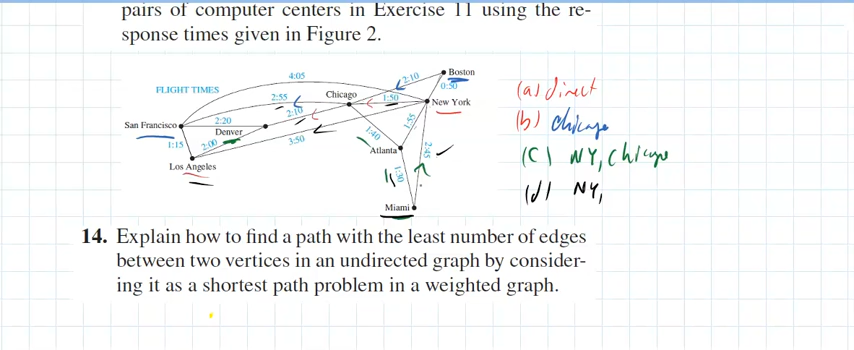 pairs of computer centers in Exercise 11 using the re-
sponse times given in Figure 2.
FLIGHT TIMES
4:05
2:10
Boston
0:50
2:55
Chicago
1:50
New York
San Francisco
2:20
2:10
Denver
1:15
2:00
3:50
1:40
1:55
Atlanta
2:45
Los Angeles
1:30
Miami
(a) direct
(b) chicago
(c) NY, chicago
(d) NY,
14. Explain how to find a path with the least number of edges
between two vertices in an undirected graph by consider-
ing it as a shortest path problem in a weighted graph.